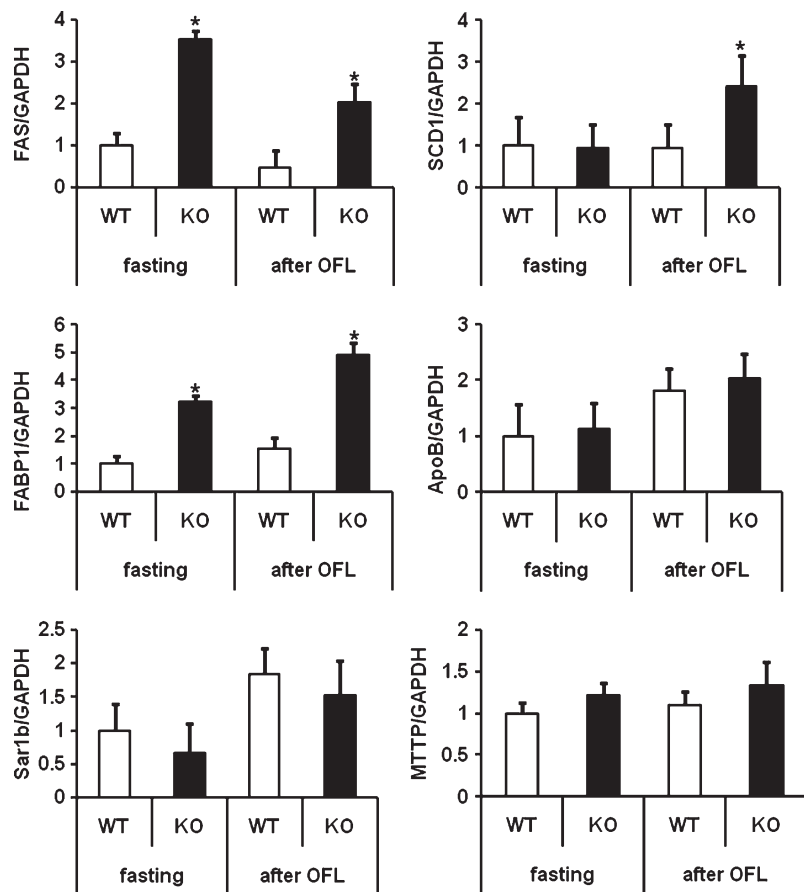 FAS/GAPDH
4
3
2
1
0
*
*
WT
KO
WT
KO
fasting
after OFL
SCD1/GAPDH
4
3
2
1
0
*
WT
KO
WT
KO
fasting
after OFL
FABP1/GAPDH
6
5
4
3
2
1
0
*
*
WT
KO
WT
KO
fasting
after OFL
ApoB/GAPDH
3
2
1
0
WT
KO
WT
KO
fasting
after OFL
Sar1b/GAPDH
2.5
2
1.5
1
0.5
0
WT
KO
WT
KO
fasting
after OFL
MTTP/GAPDH
2
1.5
1
0.5
0
WT
KO
WT
KO
fasting
after OFL